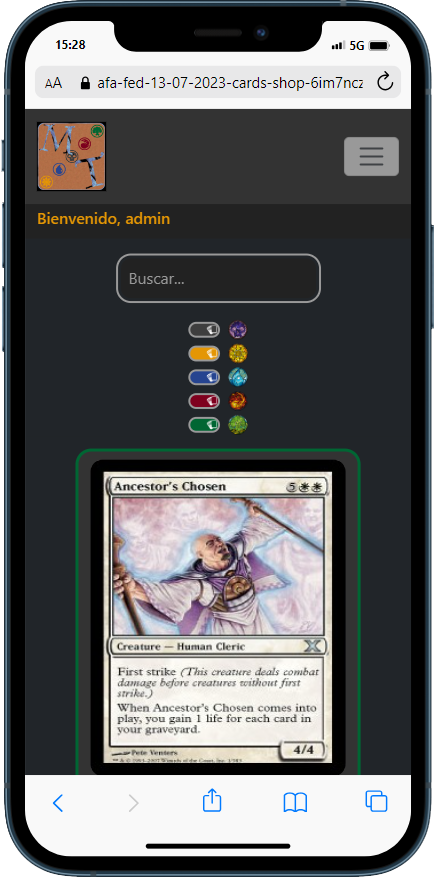 15:28
5G
AA afa-fed-13-07-2023-cards-shop-6im7ncz
M
T
Bienvenido, admin
Buscar...
Ancestor's Chosen 5
Creature — Human Cleric
First strike (This creature deals combat
damage before creatures without first
strike.)
When Ancestor's Chosen comes into
play, you gain 1 life for each card in
your graveyard.
4/4
Pete Venters